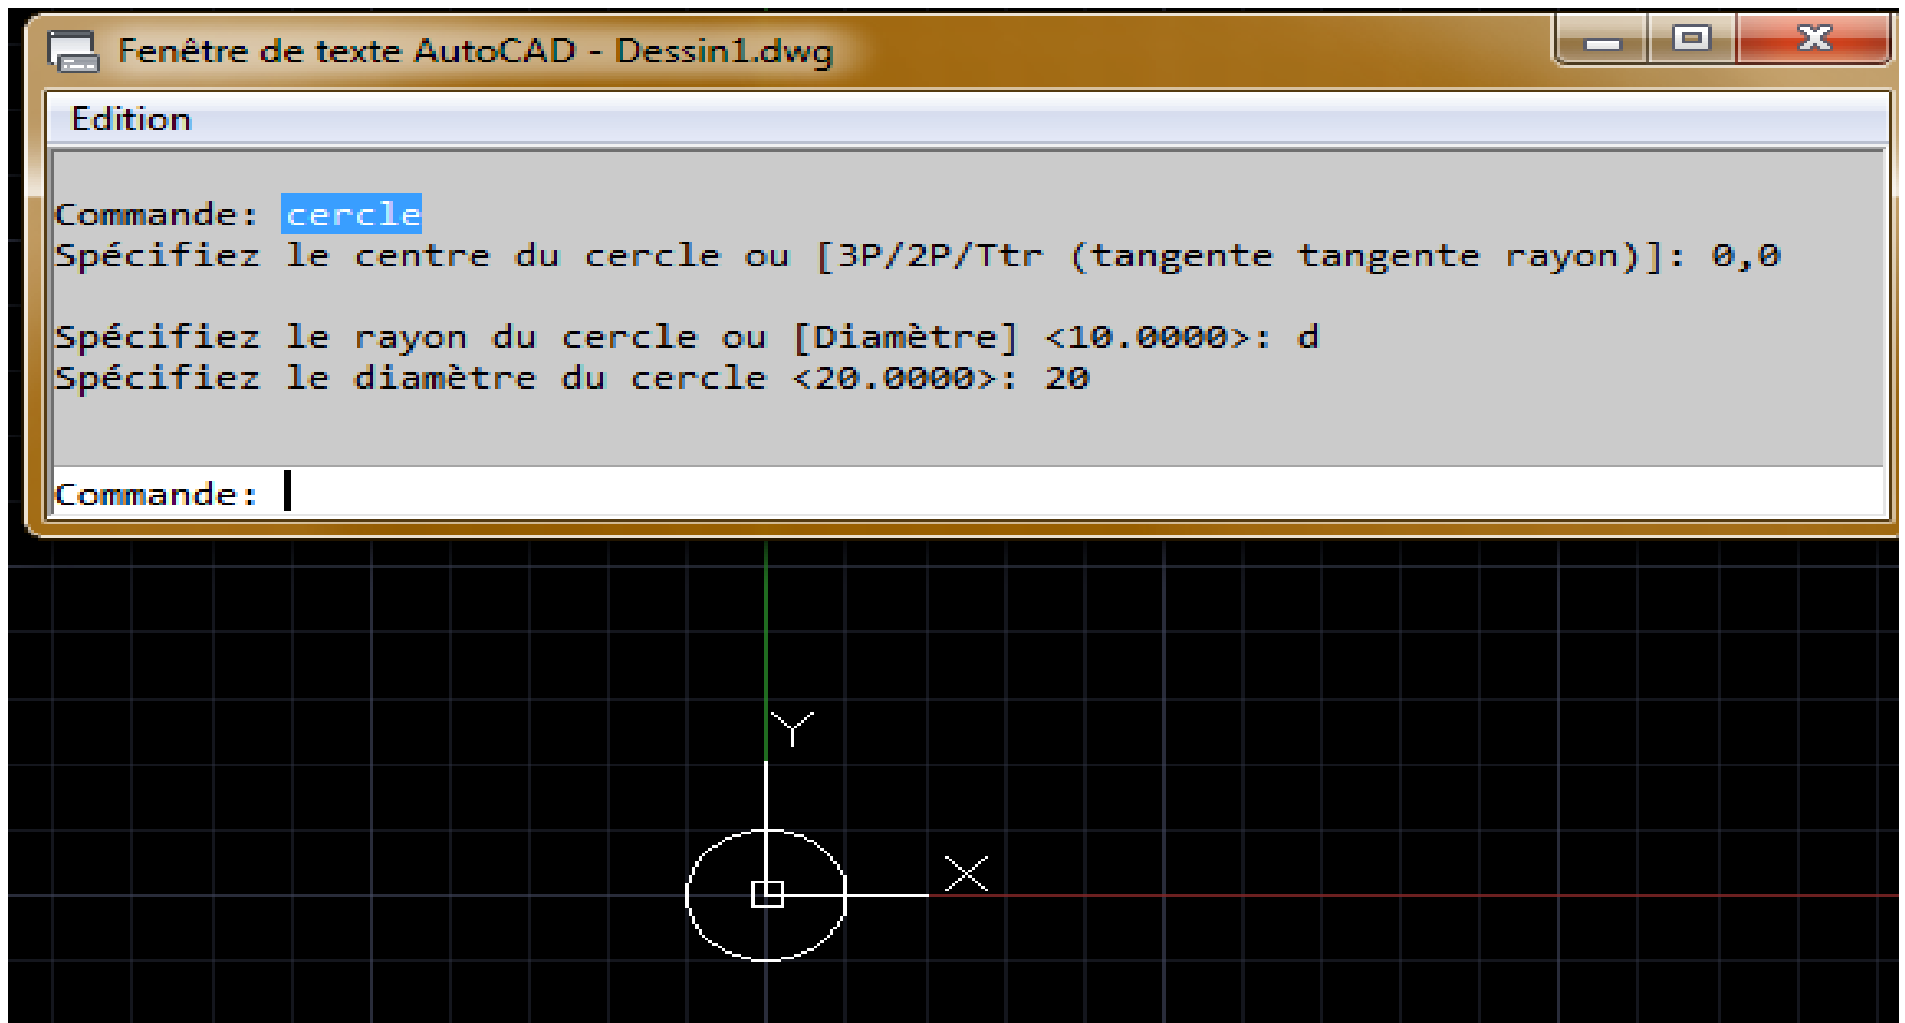 Fenêtre de texte AutoCAD - Dessin1.dwg
Edition
Commande: cercle
Spécifiez le centre du cercle ou [3P/2P/Ttr (tangente tangente rayon)]: 0,0
Spécifiez le rayon du cercle ou [Diamètre] <10.0000>: d
Spécifiez le diamètre du cercle <20.0000>: 20
Commande:
Y
X